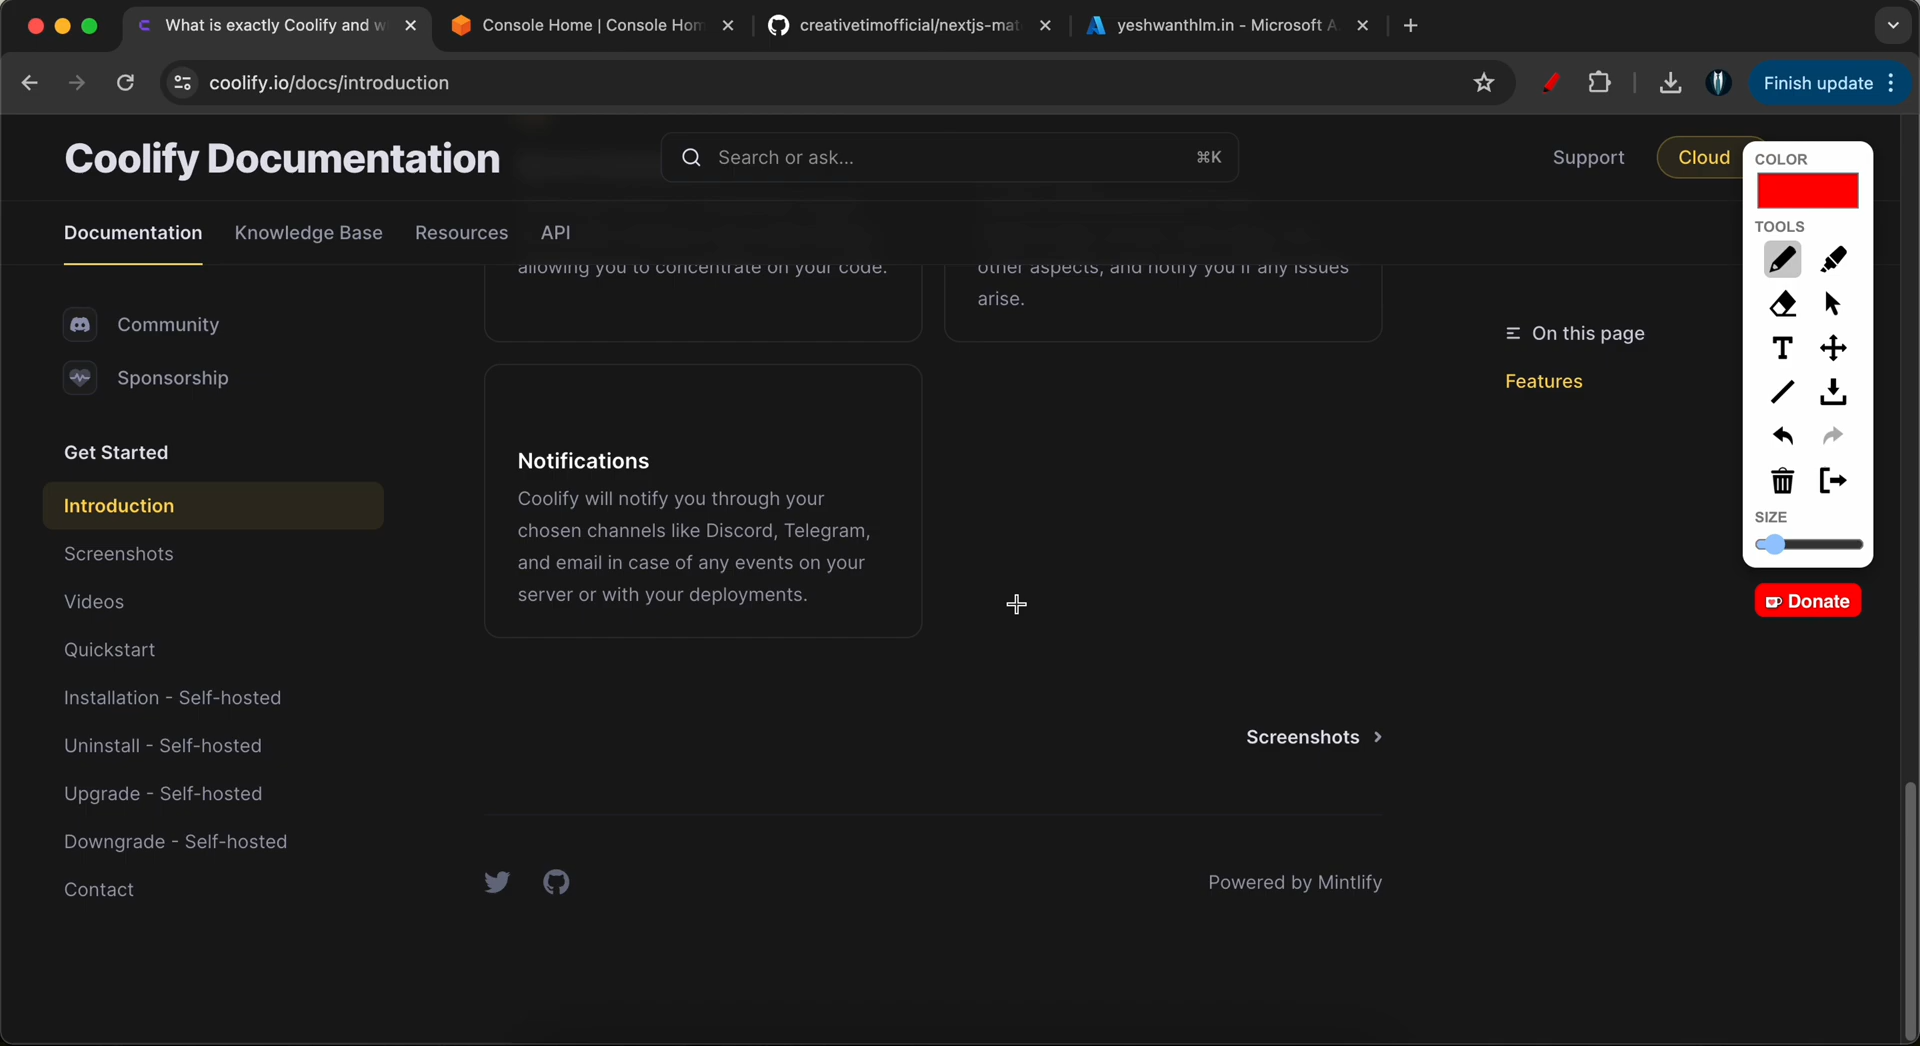 What is exactly Coolify and w
Console Home | Console Hom
creativetimofficial/nextjs-mat
yeshwanthlm.in - Microsoft A
coolify.io/docs/introduction
Finish update
Coolify Documentation
Search or ask...
⌘K
Support
Cloud
Documentation
Knowledge Base
Resources
API
allowing you to concentrate on your code.
other aspects, and notify you if any issues
arise.
Community
Sponsorship
Get Started
Introduction
Screenshots
Videos
Quickstart
Installation - Self-hosted
Uninstall - Self-hosted
Upgrade - Self-hosted
Downgrade - Self-hosted
Contact
Notifications
Coolify will notify you through your
chosen channels like Discord, Telegram,
and email in case of any events on your
server or with your deployments.
Screenshots
Powered by Mintlify
On this page
Features
COLOR
TOOLS
SIZE
Donate